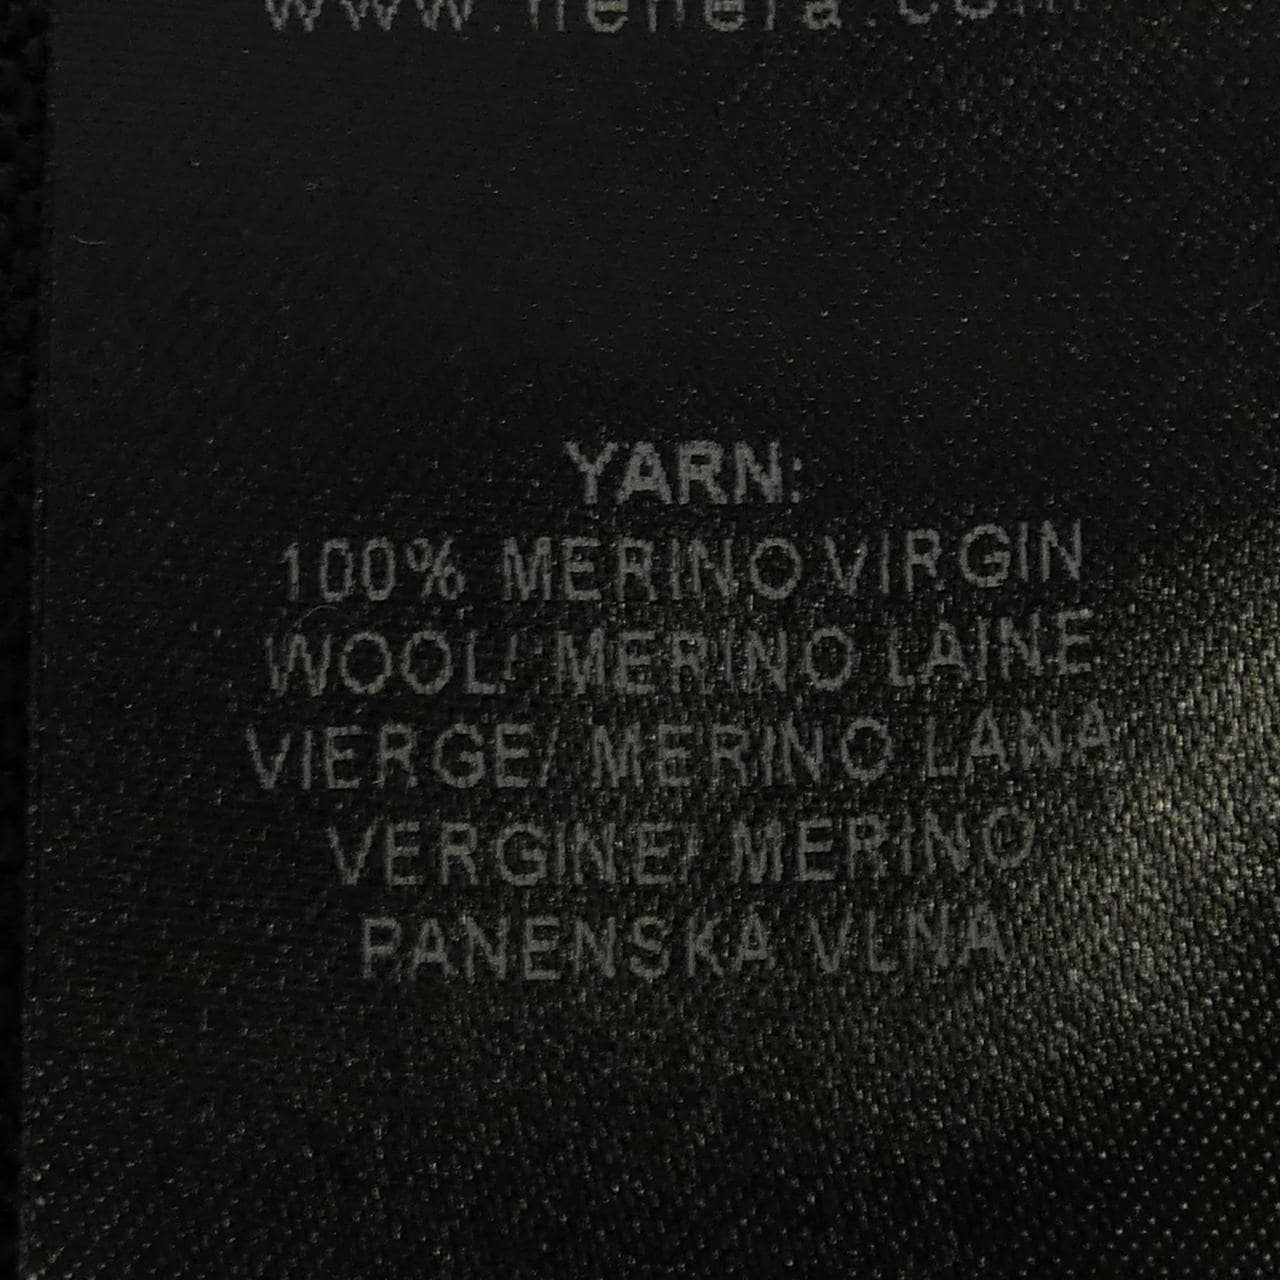 YARN:
100% MERINO VIRGIN
WOOL/ MERINO LAINE
VIERGE/ MERINO LANA
VERGINE/ MERINO
PANENSKA VLNA